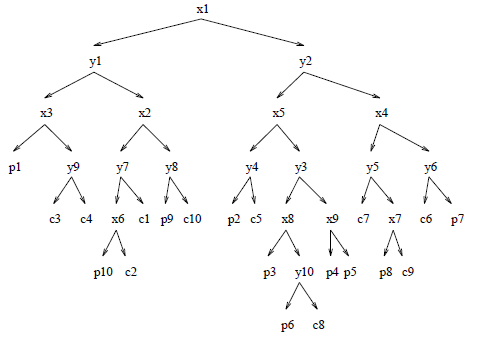 x1
y1 y2
x3 x2 x5 x4
p1 y9 y7 y8 y4 y3 y5 y6
c3 c4 x6 c1 p9 c10 p2 c5 x8 x9 c7 x7 c6 p7
p10 c2 p3 y10 p4 p5 p8 c9
p6 c8